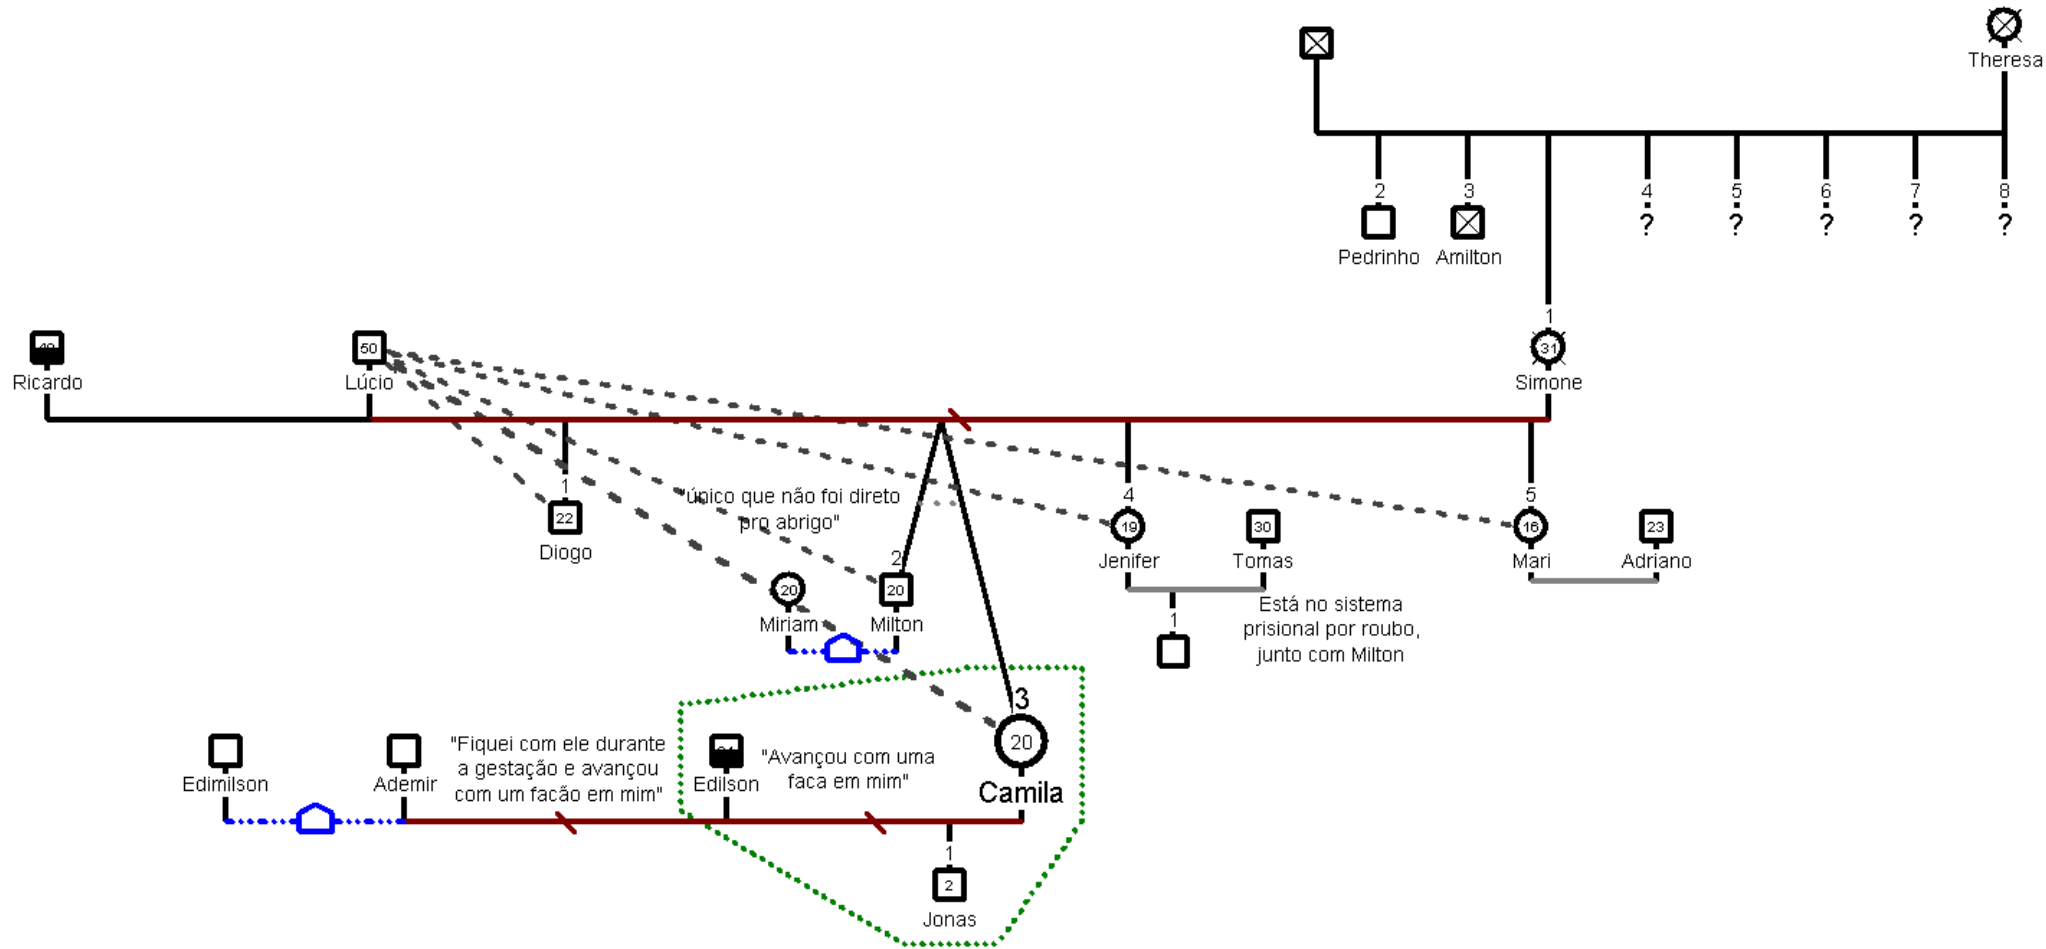 Theresa
2
3
4
5
6
7
8
?
?
?
?
?
Pedrinho
Amilton
1
50
31
Ricardo
Lúcio
Simone
1
"único que não foi direto
pro abrigo"
4
5
22
19
30
16
23
Diogo
2
Jenifer
Tomas
Mari
Adriano
20
20
Está no sistema
prisional por roubo,
junto com Milton
Miriam
Milton
1
3
20
"Fiquei com ele durante
a gestação e avançou
com um facão em mim"
"Avançou com uma
faca em mim"
Edimilson
Ademir
Edilson
Camila
1
2
Jonas